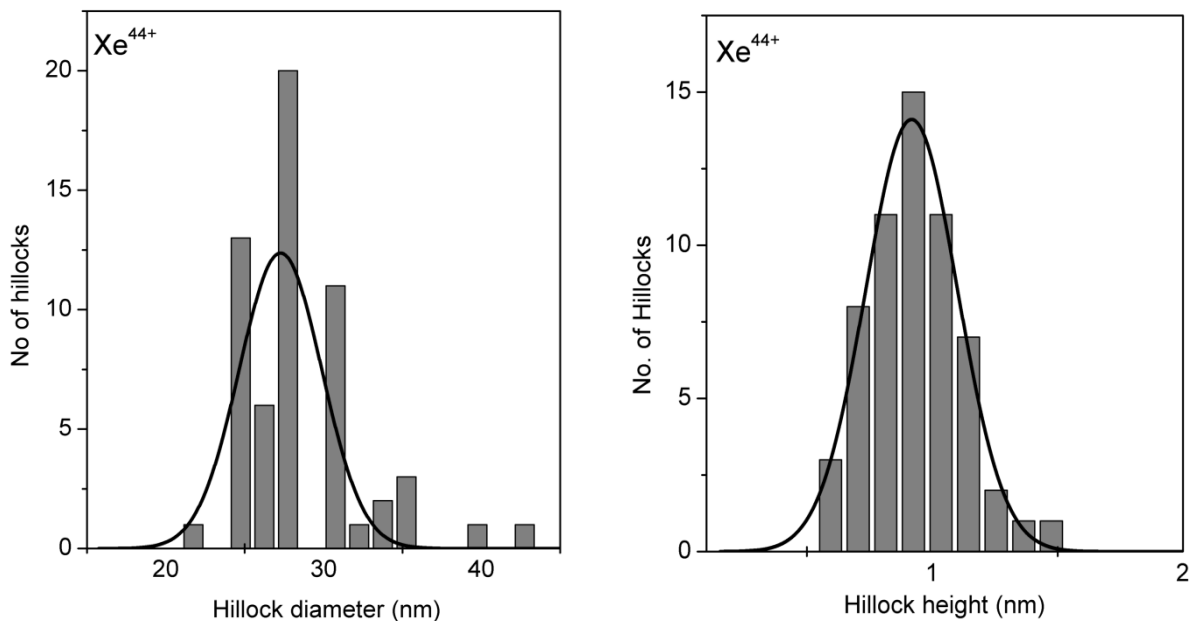 Xe44+
20
15
10
5
0
No of hillocks
20 30 40
Hillock diameter (nm)
Xe44+
15
10
5
0
No. of Hillocks
1 2
Hillock height (nm)